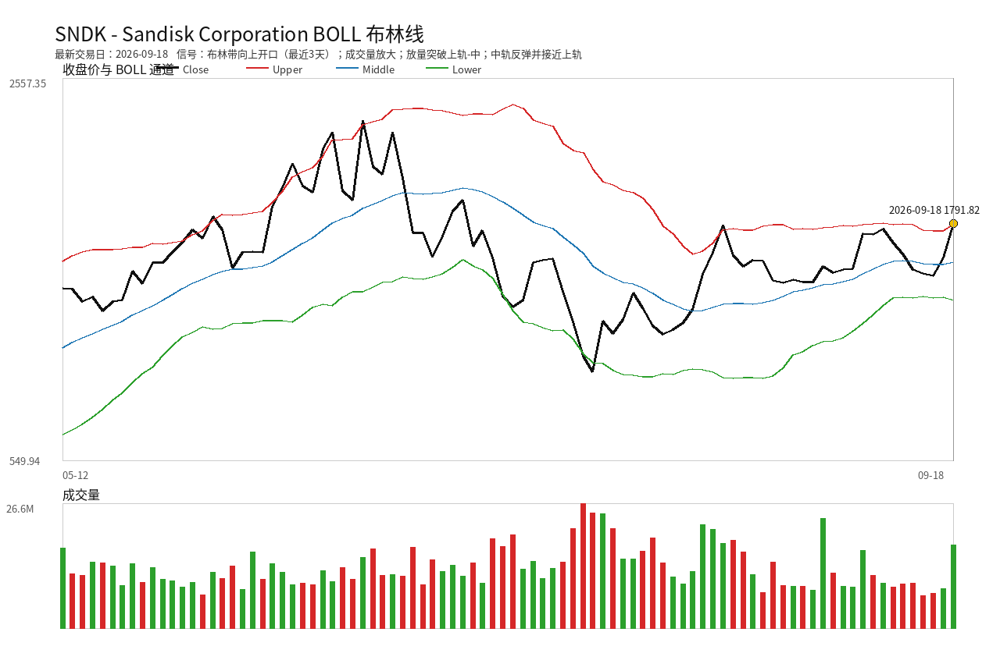 SNDK - Sandisk Corporation BOLL 布林线
最新交易日：2026-09-18 信号：布林带向上开口（最近3天）；成交量放大；放量突破上轨-中；中轨反弹并接近上轨
收盘价与 BOLL 通道 Close Upper Middle Lower
2557.35
2026-09-18 1791.82
549.94
05-12 09-18
成交量
26.6M